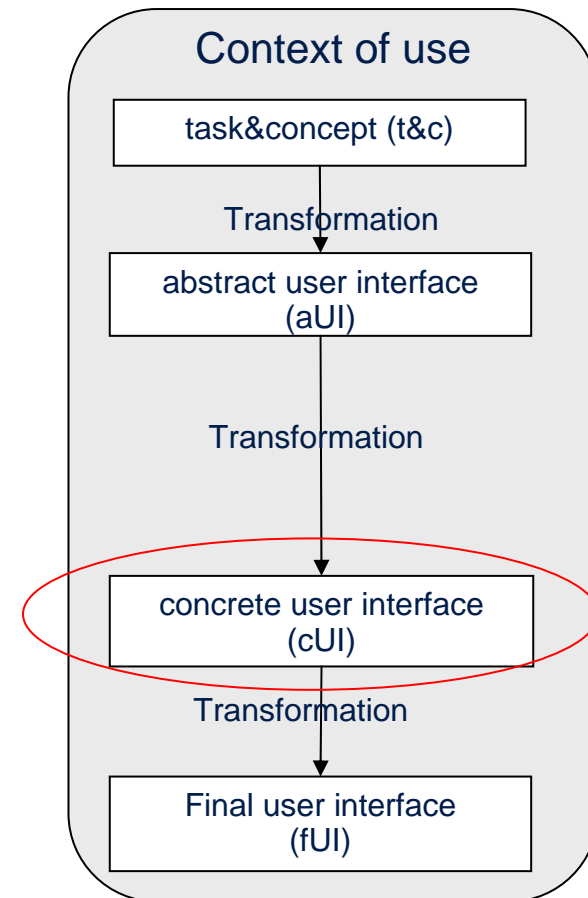 Context of use
task&concept (t&c)
Transformation
abstract user interface
(aUI)
Transformation
concrete user interface
(cUI)
Transformation
Final user interface
(fUI)